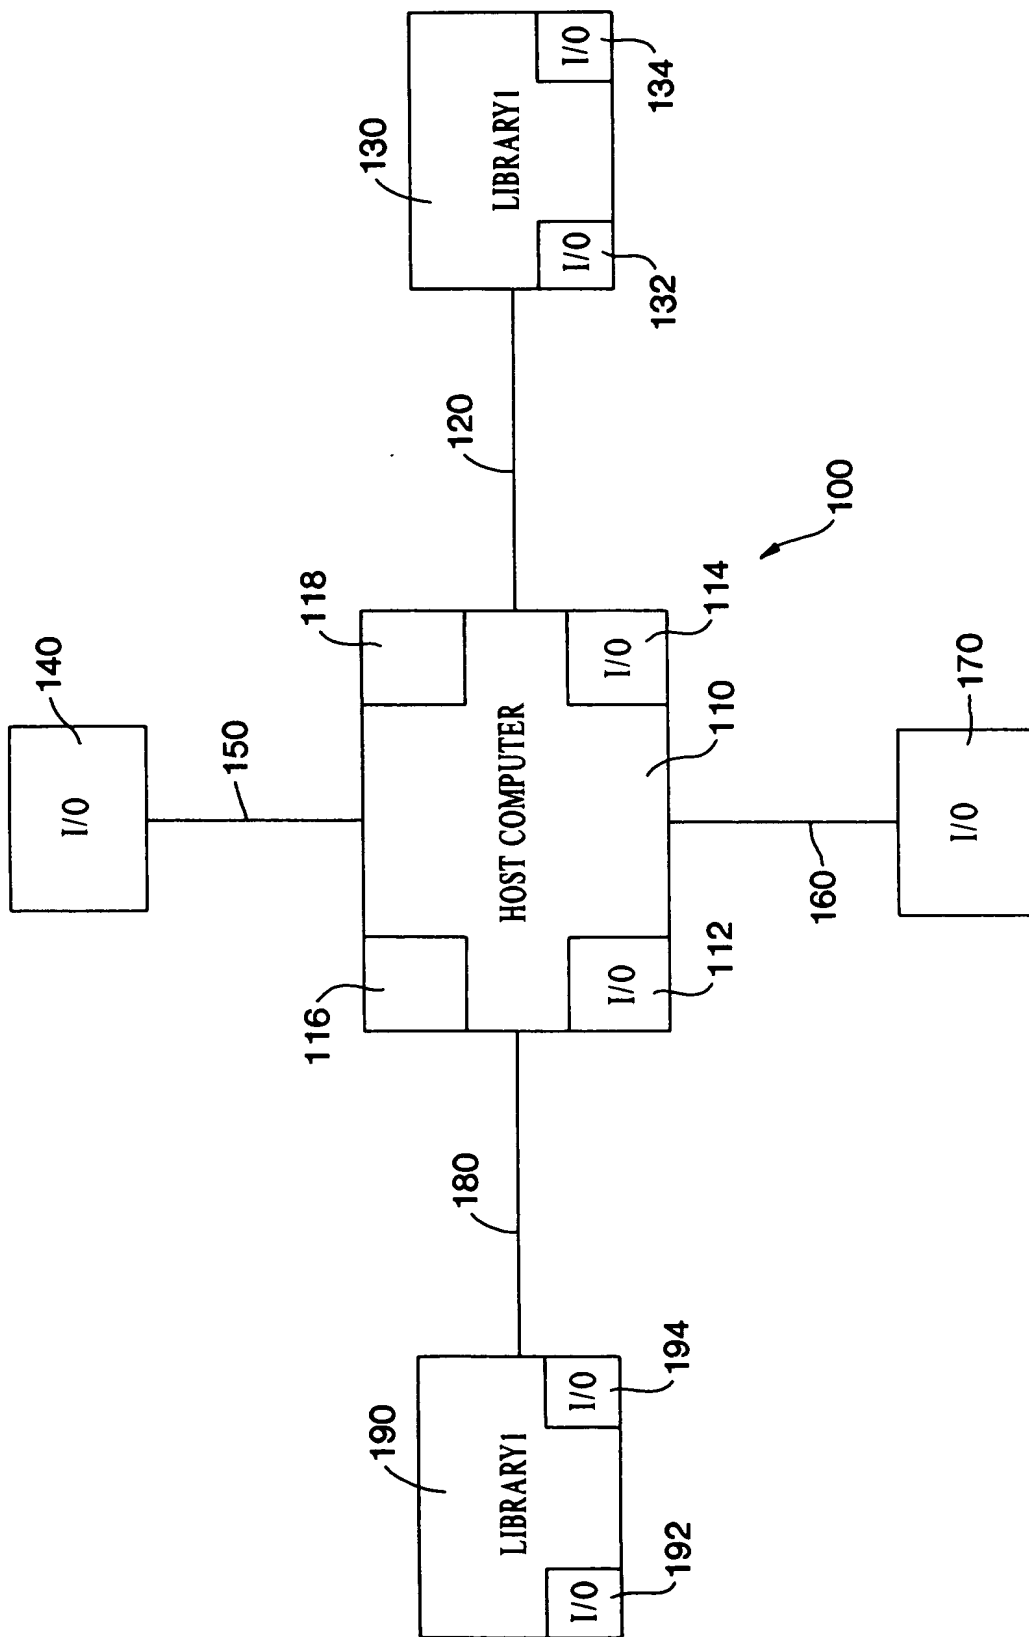 140
I/O
150
116
118
190
130
180
120
LIBRARY1
HOST COMPUTER
LIBRARY1
I/O
I/O
I/O
I/O
I/O
I/O
192
194
132
134
112
110
114
160
100
I/O
170